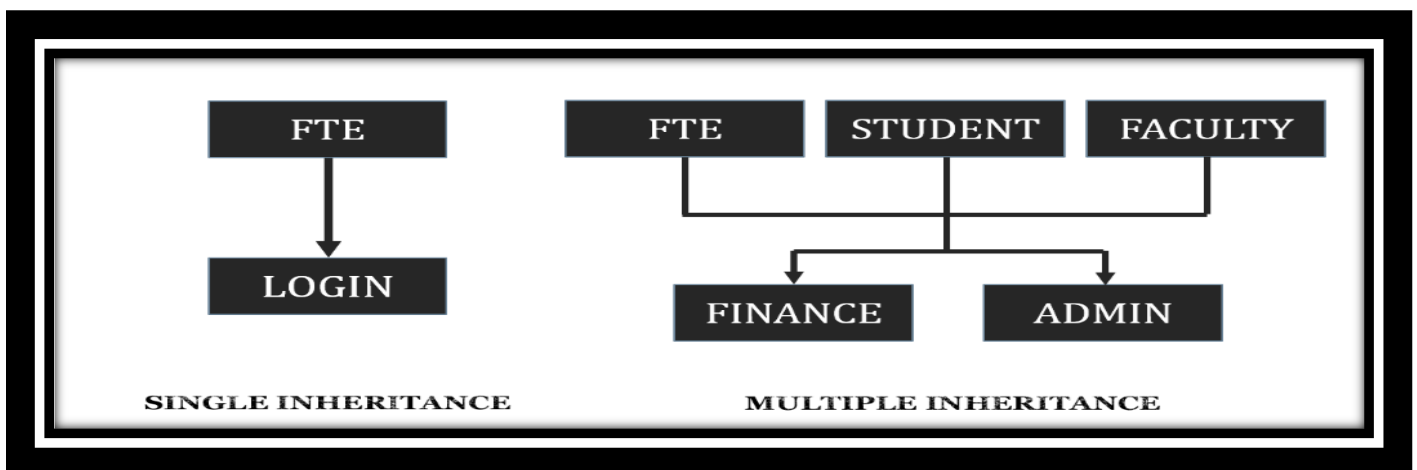 FTE
LOGIN
SINGLE INHERITANCE
FTE STUDENT FACULTY
FINANCE ADMIN
MULTIPLE INHERITANCE